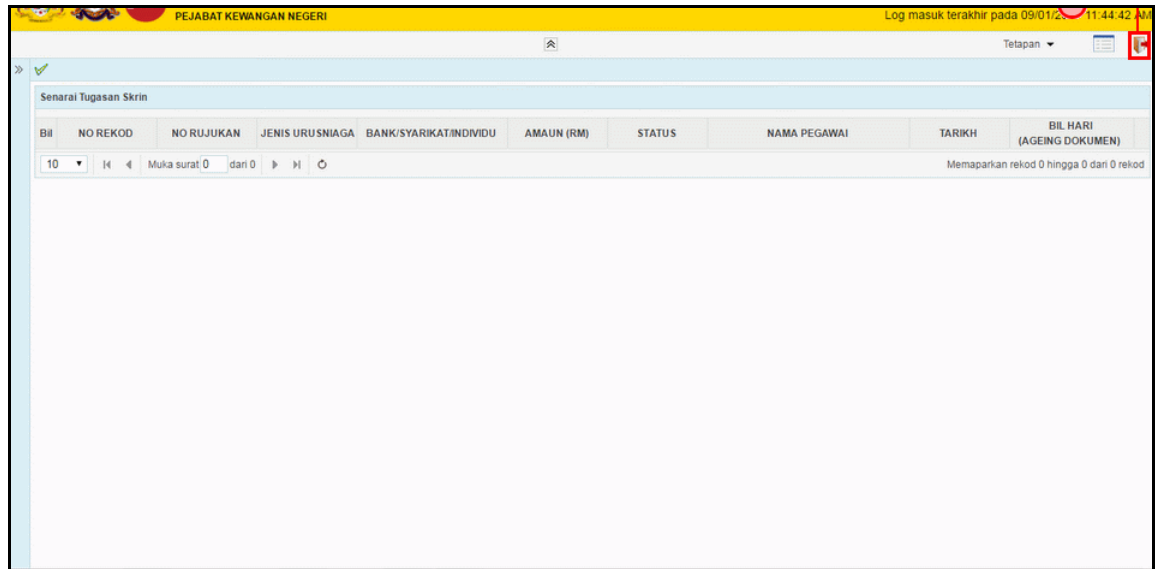 PEJABAT KEWANGAN NEGERI
Log masuk terakhir pada 09/01/2 11:44:42 AM
Tetapan
Senarai Tugasan Skrin
Bil NO REKOD NO RUJUKAN JENIS URUSNIAGA BANK/SYARIKAT/INDIVIDU AMAUN (RM) STATUS NAMA PEGAWAI TARIKH BIL HARI
(AGEING DOKUMEN)
10 Muka surat 0 dari 0 Memaparkan rekod 0 hingga 0 dari 0 rekod